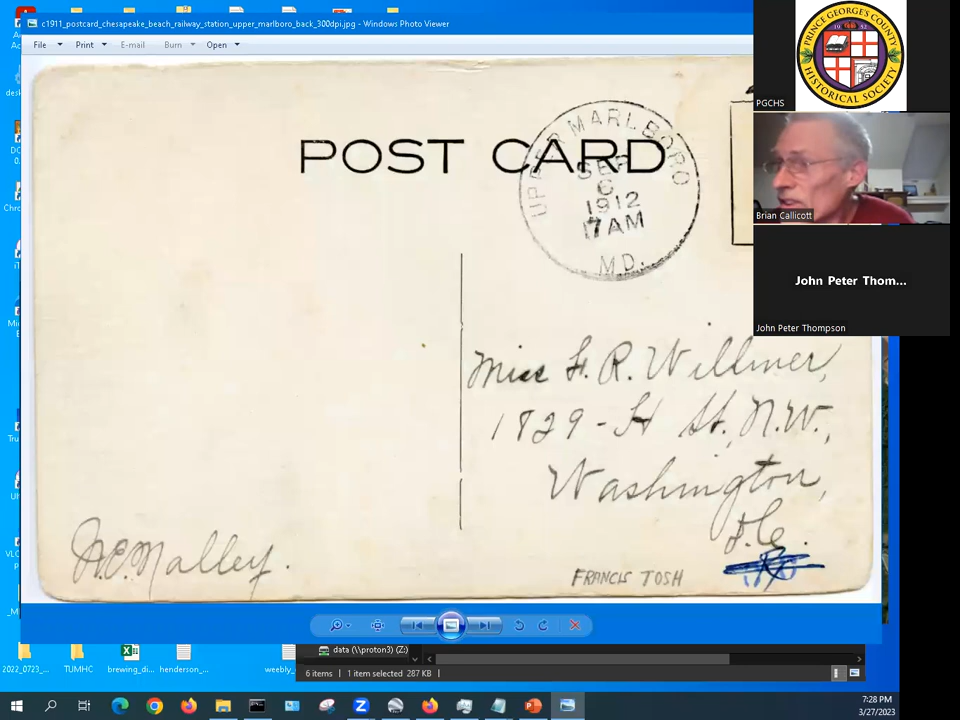 c1911_postcard_chesapeake_beach_railway_station_upper_marlboro_back_300dpi.jpg - Windows Photo Viewer
File Print E-mail Burn Open
POST CARD
UPPER MARLBORO
SEP
6
1912
7AM
MD.
Miss F. R. Willmer,
1829 - H St., N.W.,
Washington,
D.C.
FRANCIS TOSH
PRINCE GEORGE'S COUNTY
HISTORICAL SOCIETY
PGCHS
Brian Callicott
John Peter Thom...
John Peter Thompson
2022_0723_...
TUMHC
brewing_di...
henderson_...
weebly_...
data (\\proton3) (Z:)
6 items 1 item selected 287 KB
7:28 PM
3/27/2023